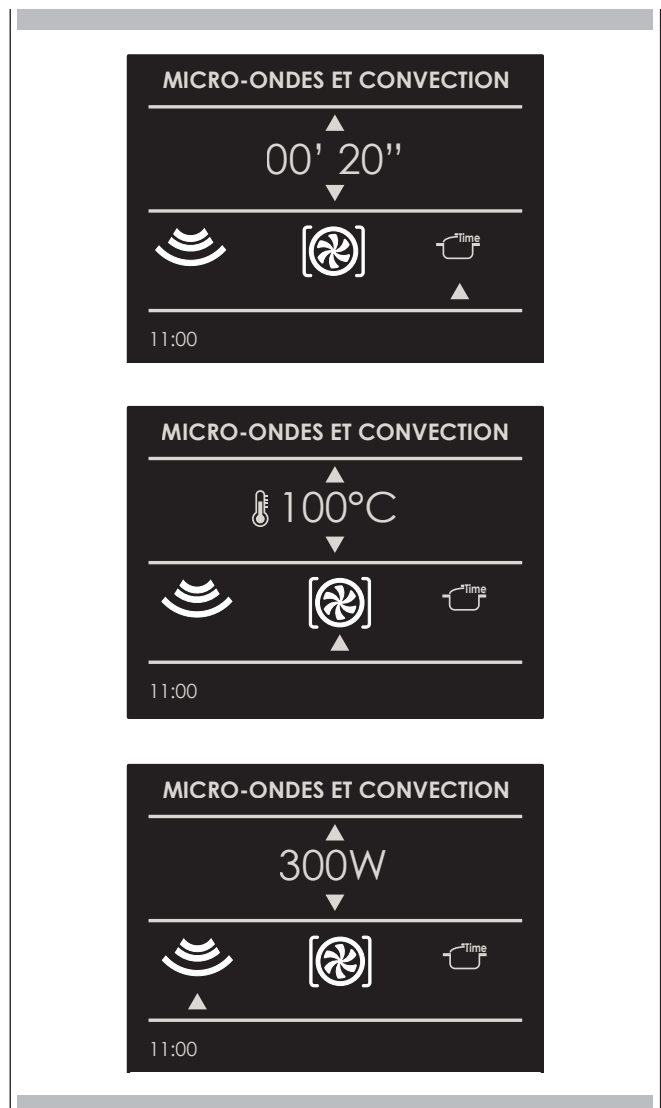 MICRO-ONDES ET CONVECTION
00’ 20’’
Time
11:00
MICRO-ONDES ET CONVECTION
100°C
Time
11:00
MICRO-ONDES ET CONVECTION
300W
Time
11:00